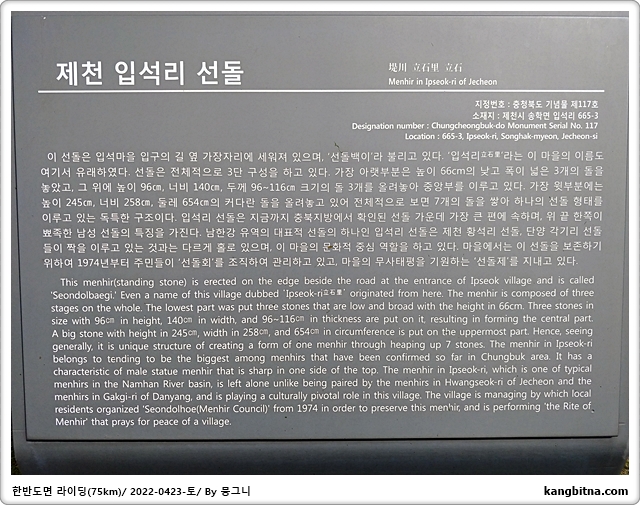 제천 입석리 선돌
堤川 立石里 立石
Menhir in Ipseok-ri of Jecheon
지정번호 : 충청북도 기념물 제117호
소재지 : 제천시 송학면 입석리 665-3
Designation number : Chungcheongbuk-do Monument Serial No. 117
Location : 665-3, Ipseok-ri, Songhak-myeon, Jecheon-si
이 선돌은 입석마을 입구의 길 옆 가장자리에 세워져 있으며, ‘선돌백이’라 불리고 있다. ‘입석리立石里’라는 이 마을의 이름도
여기서 유래하였다. 선돌은 전체적으로 3단 구성을 하고 있다. 가장 아랫부분은 높이 66cm의 낮고 폭이 넓은 3개의 돌을
놓았고, 그 위에 높이 96㎝, 너비 140㎝, 두께 96~116㎝ 크기의 돌 3개를 올려놓아 중앙부를 이루고 있다. 가장 윗부분에는
높이 245㎝, 너비 258㎝, 둘레 654㎝의 커다란 돌을 올려놓고 있어 전체적으로 보면 7개의 돌을 쌓아 하나의 선돌 형태를
이루고 있는 독특한 구조이다. 입석리 선돌은 지금까지 충북지방에서 확인된 선돌 가운데 가장 큰 편에 속하며, 위 끝 한쪽이
뾰족한 남성 선돌의 특징을 가진다. 남한강 유역의 대표적 선돌의 하나인 입석리 선돌은 제천 황석리 선돌, 단양 각기리 선돌
들이 짝을 이루고 있는 것과는 다르게 홀로 있으며, 이 마을의 문화적 중심 역할을 하고 있다. 마을에서는 이 선돌을 보존하기
위하여 1974년부터 주민들이 ‘선돌회’를 조직하여 관리하고 있고, 마을의 무사태평을 기원하는 ‘선돌제’를 지내고 있다.
This menhir(standing stone) is erected on the edge beside the road at the entrance of Ipseok village and is called
'Seondolbaegi.' Even a name of this village dubbed `Ipseok-ri立石里` originated from here. The menhir is composed of three
stages on the whole. The lowest part was put three stones that are low and broad with the height in 66cm. Three stones in
size with 96㎝ in height, 140㎝ in width, and 96~116㎝ in thickness are put on it, resulting in forming the central part.
A big stone with height in 245㎝, width in 258㎝, and 654㎝ in circumference is put on the uppermost part. Hence, seeing
generally, it is unique structure of creating a form of one menhir through heaping up 7 stones. The menhir in Ipseok-ri
belongs to tending to be the biggest among menhirs that have been confirmed so far in Chungbuk area. It has a
characteristic of male statue menhir that is sharp in one side of the top. The menhir in Ipseok-ri, which is one of typical
menhirs in the Namhan River basin, is left alone unlike being paired by the menhirs in Hwangseok-ri of Jecheon and the
menhirs in Gakgi-ri of Danyang, and is playing a culturally pivotal role in this village. The village is managing by which local
residents organized 'Seondolhoe(Menhir Council)' from 1974 in order to preserve this menhir, and is performing 'the Rite of
Menhir' that prays for peace of a village.
한반도면 라이딩(75km)/ 2022-0423-토/ By 몽그니
kangbitna.com